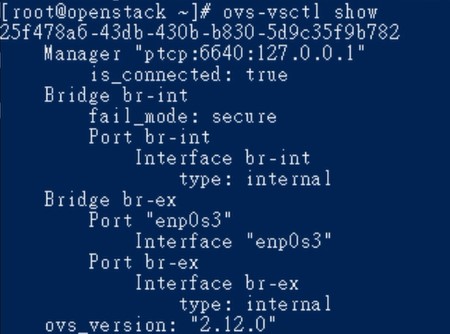 [root@openstack ~]# ovs-vsctl show
25f478a6-43db-430b-b830-5d9c35f9b782
    Manager "ptcp:6640:127.0.0.1"
        is_connected: true
    Bridge br-int
        fail_mode: secure
        Port br-int
            Interface br-int
                type: internal
    Bridge br-ex
        Port "enp0s3"
            Interface "enp0s3"
        Port br-ex
            Interface br-ex
                type: internal
    ovs_version: "2.12.0"